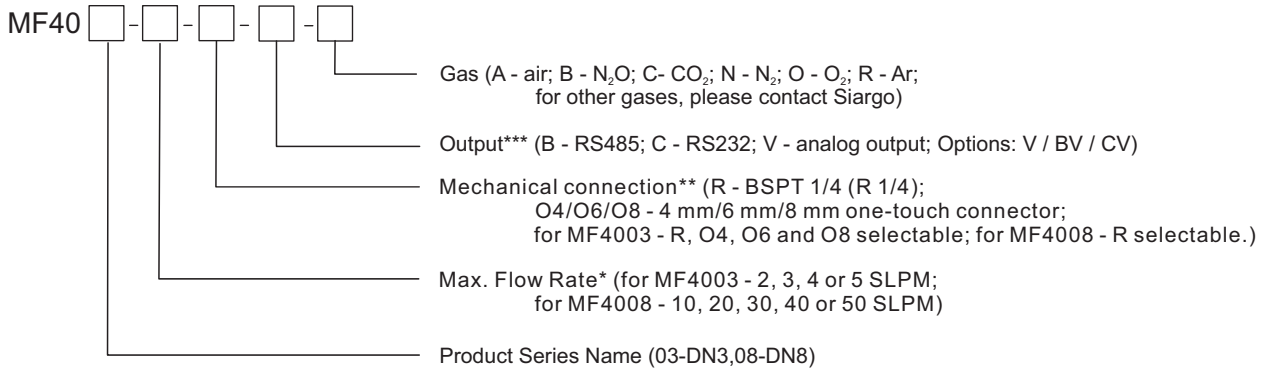 MF40 - - - -
Gas (A - air; B - N₂O; C- CO₂; N - N₂; O - O₂; R - Ar;
for other gases, please contact Siargo)
Output*** (B - RS485; C - RS232; V - analog output; Options: V / BV / CV)
Mechanical connection** (R - BSPT 1/4 (R 1/4);
O4/O6/O8 - 4 mm/6 mm/8 mm one-touch connector;
for MF4003 - R, O4, O6 and O8 selectable; for MF4008 - R selectable.)
Max. Flow Rate* (for MF4003 - 2, 3, 4 or 5 SLPM;
for MF4008 - 10, 20, 30, 40 or 50 SLPM)
Product Series Name (03-DN3,08-DN8)